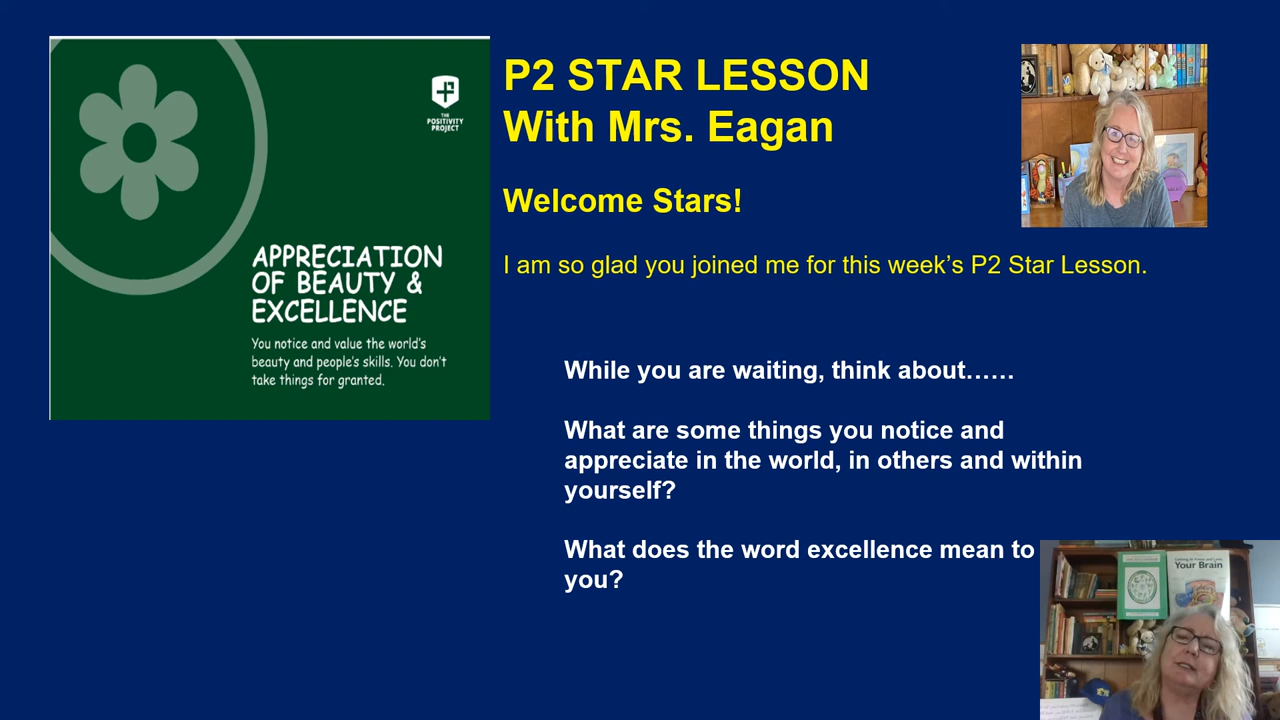 THE
POSITIVITY
PROJECT
APPRECIATION
OF BEAUTY &
EXCELLENCE
You notice and value the world's
beauty and people's skills. You don't
take things for granted.
P2 STAR LESSON
With Mrs. Eagan
Welcome Stars!
I am so glad you joined me for this week's P2 Star Lesson.
While you are waiting, think about……
What are some things you notice and
appreciate in the world, in others and within
yourself?
What does the word excellence mean to
you?
Your Brain